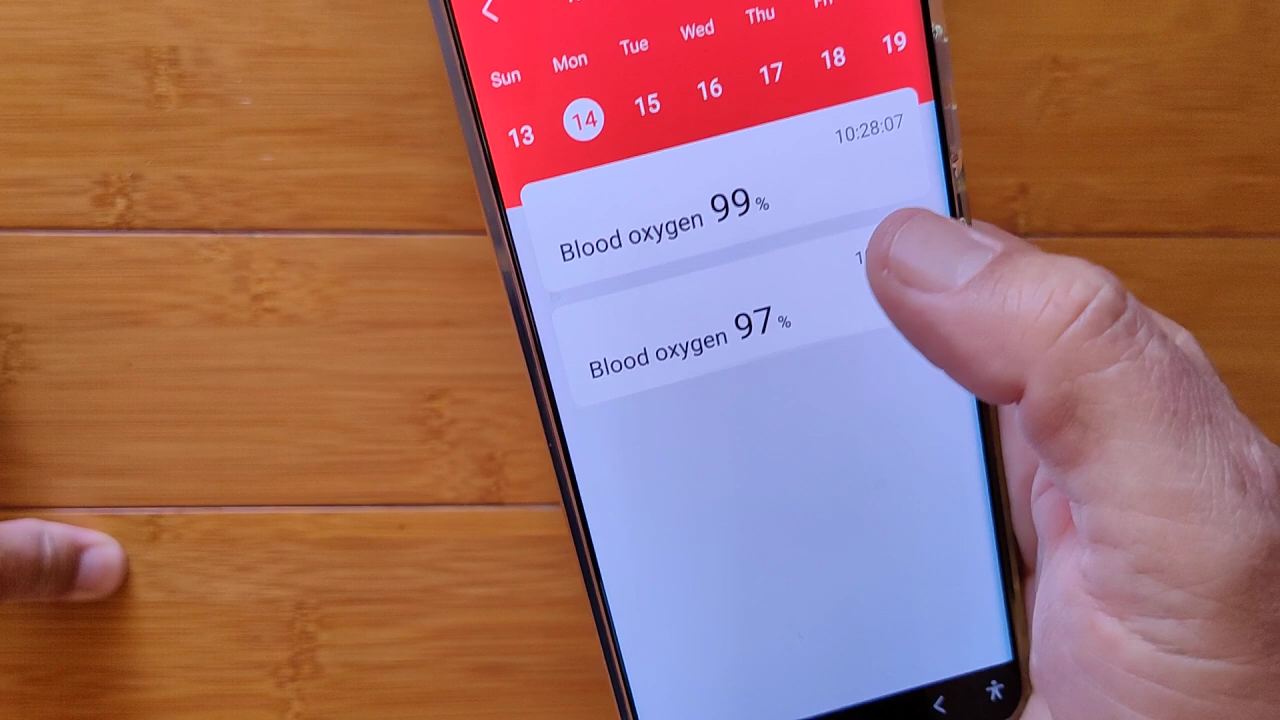 Sun Mon Tue Wed Thu Fri
13 14 15 16 17 18 19
10:28:07
Blood oxygen 99 %
Blood oxygen 97 %